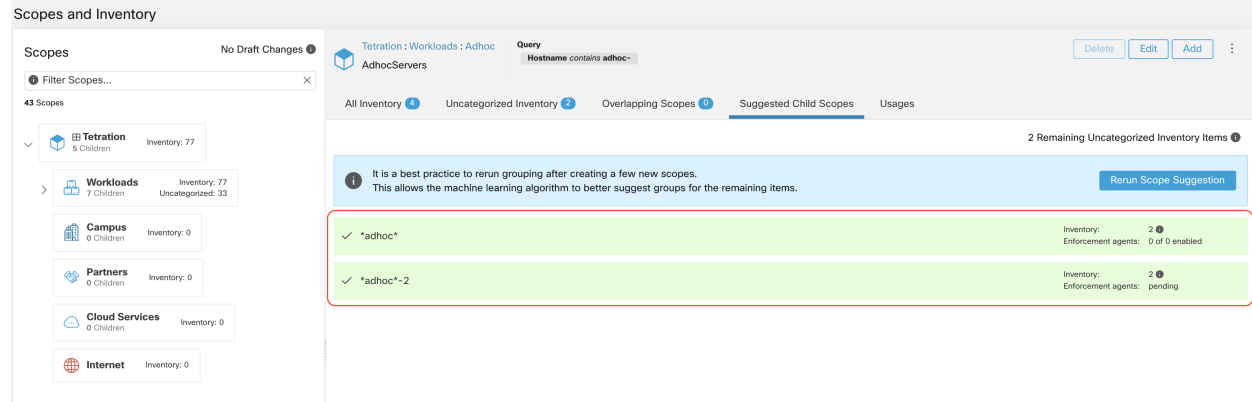 Scopes and Inventory
Scopes
No Draft Changes
Filter Scopes...
43 Scopes
Tetration
5 Children
Inventory: 77
Workloads
7 Children
Inventory: 77
Uncategorized: 33
Campus
0 Children
Inventory: 0
Partners
0 Children
Inventory: 0
Cloud Services
0 Children
Inventory: 0
Internet
Inventory: 0
Tetration : Workloads : Adhoc
AdhocServers
Query
Hostname contains adhoc-
Delete
Edit
Add
All Inventory 4
Uncategorized Inventory 2
Overlapping Scopes 0
Suggested Child Scopes
Usages
2 Remaining Uncategorized Inventory Items
It is a best practice to rerun grouping after creating a few new scopes.
This allows the machine learning algorithm to better suggest groups for the remaining items.
Rerun Scope Suggestion
*adhoc*
Inventory: 2
Enforcement agents: 0 of 0 enabled
*adhoc*-2
Inventory: 2
Enforcement agents: pending